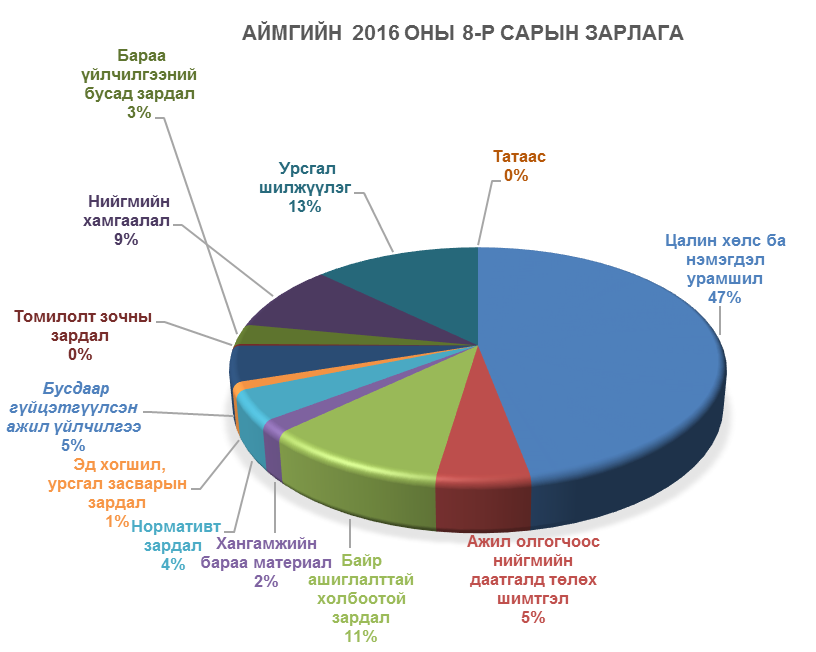 АЙМГИЙН 2016 ОНЫ 8-Р САРЫН ЗАРЛАГА
Бараа
үйлчилгээний
бусад зардал
3%
Урсгал
шилжүүлэг
13%
Татаас
0%
Нийгмийн
хамгаалал
9%
Цалин хөлс ба
нэмэгдэл
урамшил
47%
Томилолт зочны
зардал
0%
Бусдаар
гүйцэтгүүлсэн
ажил үйлчилгээ
5%
Эд хогшил,
урсгал засварын
зардал
1%
Нормативт
зардал
4%
Хангамжийн
бараа материал
2%
Байр
ашиглалттай
холбоотой
зардал
11%
Ажил олгогчоос
нийгмийн
даатгалд төлөх
шимтгэл
5%